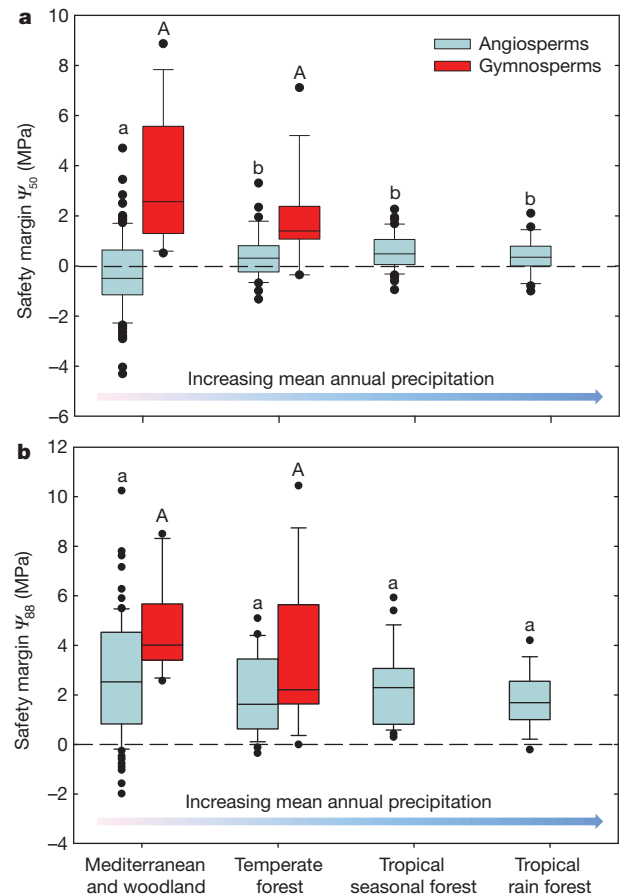 a
10
8
6
4
2
0
−2
−4
−6
Safety margin Ψ50 (MPa)
Angiosperms
Gymnosperms
a
A
b
A
b
b
Increasing mean annual precipitation
b
12
10
8
6
4
2
0
−2
−4
Safety margin Ψ88 (MPa)
a
A
a
A
a
a
Increasing mean annual precipitation
Mediterranean
and woodland
Temperate
forest
Tropical
seasonal forest
Tropical
rain forest